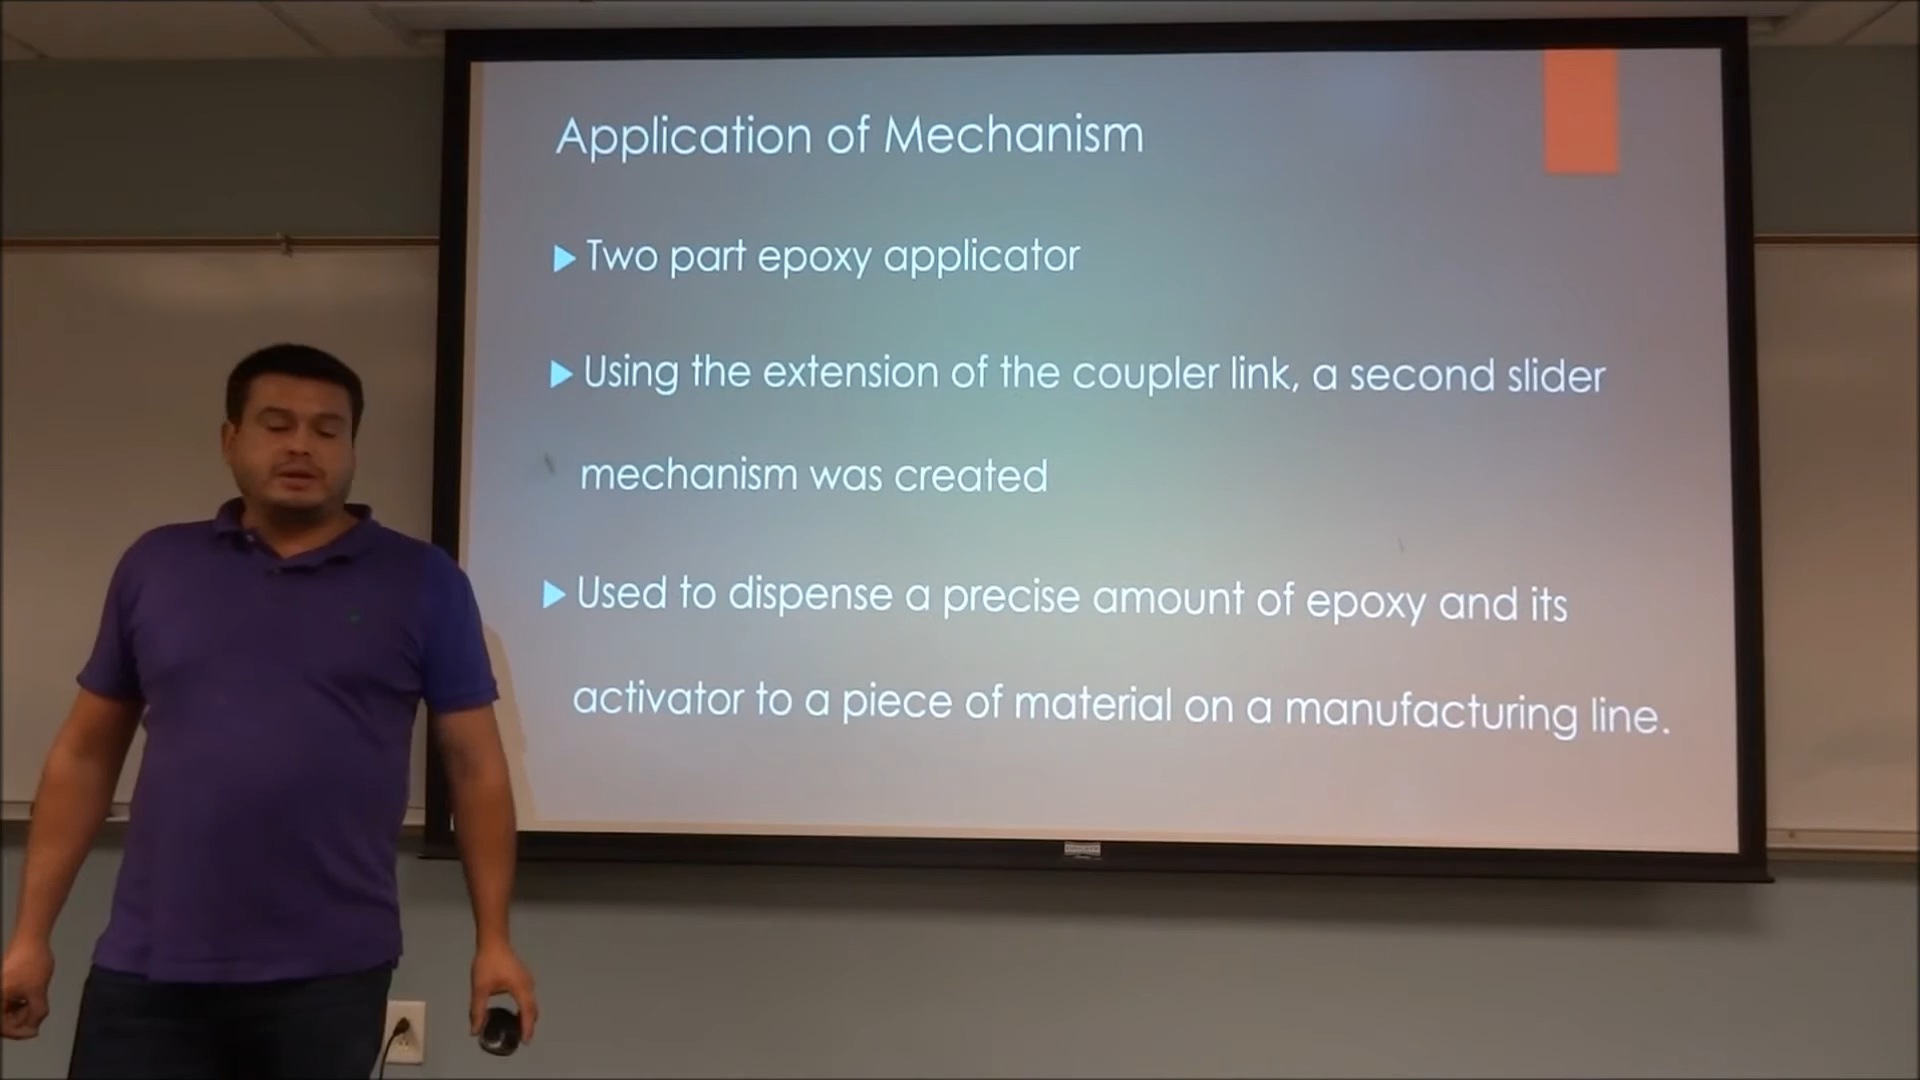 Application of Mechanism
Two part epoxy applicator
Using the extension of the coupler link, a second slider
mechanism was created
Used to dispense a precise amount of epoxy and its
activator to a piece of material on a manufacturing line.